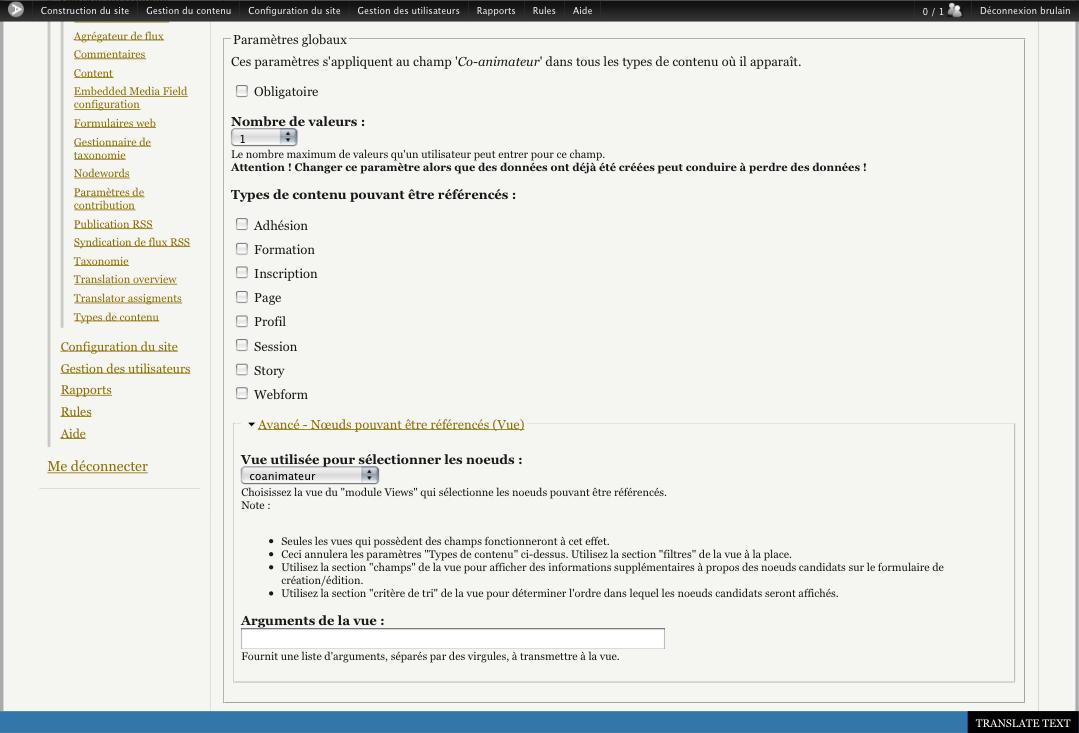 Construction du site Gestion du contenu Configuration du site Gestion des utilisateurs Rapports Rules Aide 0 / 1 Déconnexion brulain
Agrégateur de flux
Commentaires
Content
Embedded Media Field
configuration
Formulaires web
Gestionnaire de
taxonomie
Nodewords
Paramètres de
contribution
Publication RSS
Syndication de flux RSS
Taxonomie
Translation overview
Translator assigments
Types de contenu
Configuration du site
Gestion des utilisateurs
Rapports
Rules
Aide
Me déconnecter
Paramètres globaux
Ces paramètres s'appliquent au champ 'Co-animateur' dans tous les types de contenu où il apparaît.
Obligatoire
Nombre de valeurs :
1
Le nombre maximum de valeurs qu'un utilisateur peut entrer pour ce champ.
Attention ! Changer ce paramètre alors que des données ont déjà été créées peut conduire à perdre des données !
Types de contenu pouvant être référencés :
Adhésion
Formation
Inscription
Page
Profil
Session
Story
Webform
Avancé - Nœuds pouvant être référencés (Vue)
Vue utilisée pour sélectionner les noeuds :
coanimateur
Choisissez la vue du "module Views" qui sélectionne les noeuds pouvant être référencés.
Note :
Seules les vues qui possèdent des champs fonctionneront à cet effet.
Ceci annulera les paramètres "Types de contenu" ci-dessus. Utilisez la section "filtres" de la vue à la place.
Utilisez la section "champs" de la vue pour afficher des informations supplémentaires à propos des noeuds candidats sur le formulaire de
création/édition.
Utilisez la section "critère de tri" de la vue pour déterminer l'ordre dans lequel les noeuds candidats seront affichés.
Arguments de la vue :
Fournit une liste d'arguments, séparés par des virgules, à transmettre à la vue.
TRANSLATE TEXT